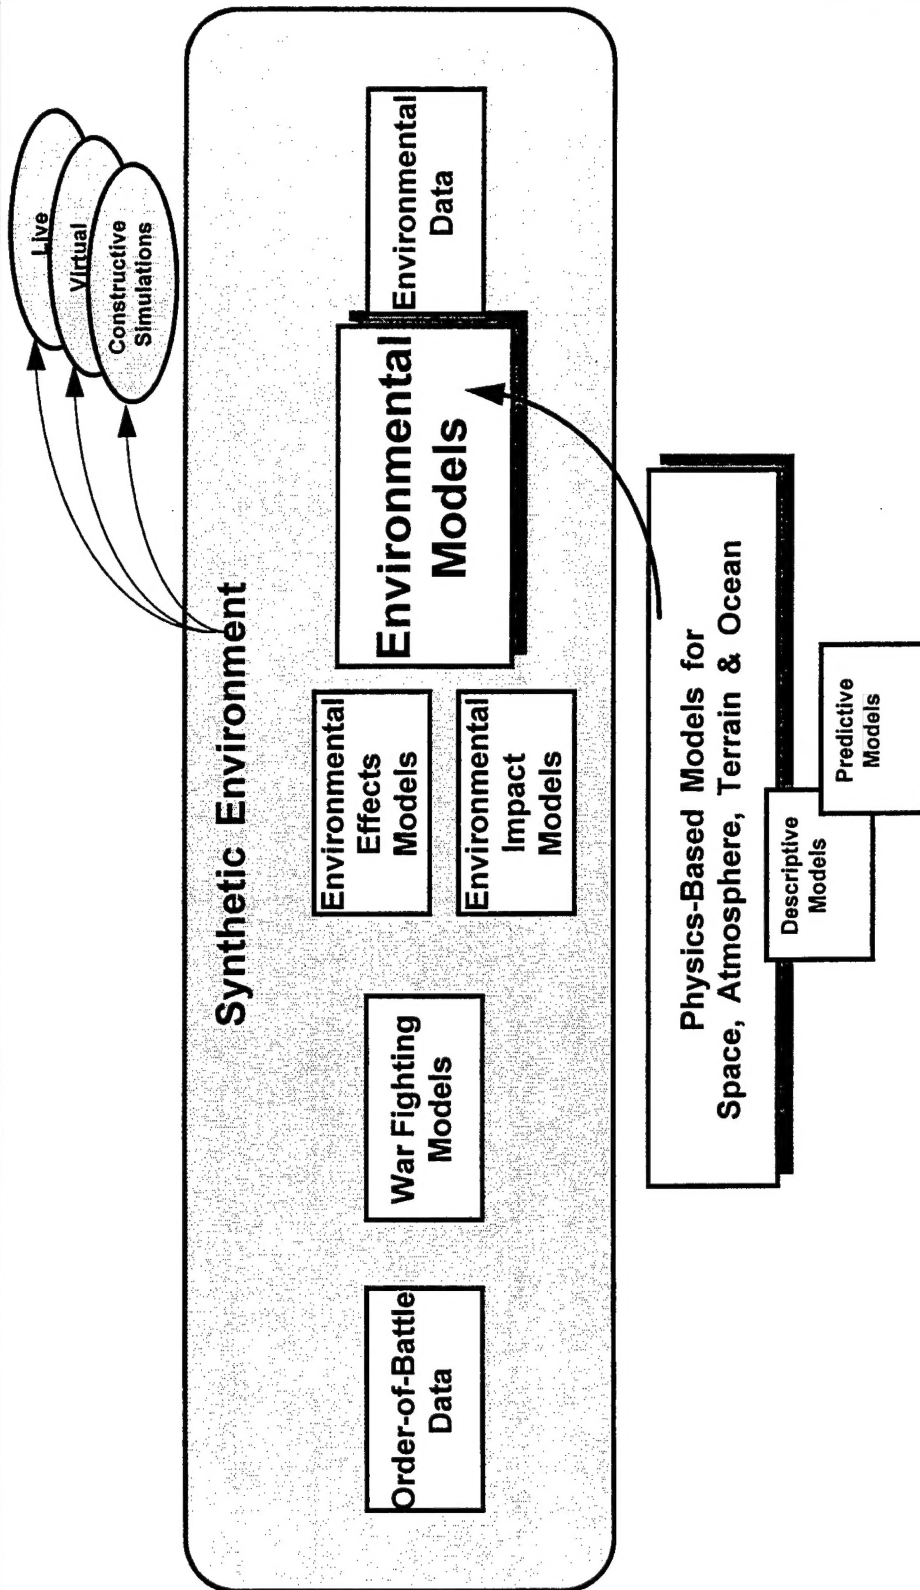 Live
Virtual
Constructive
Simulations
Synthetic Environment
Order-of-Battle
Data
War Fighting
Models
Environmental
Effects
Models
Environmental
Impact
Models
Environmental
Models
Environmental
Data
Physics-Based Models for
Space, Atmosphere, Terrain & Ocean
Descriptive
Models
Predictive
Models